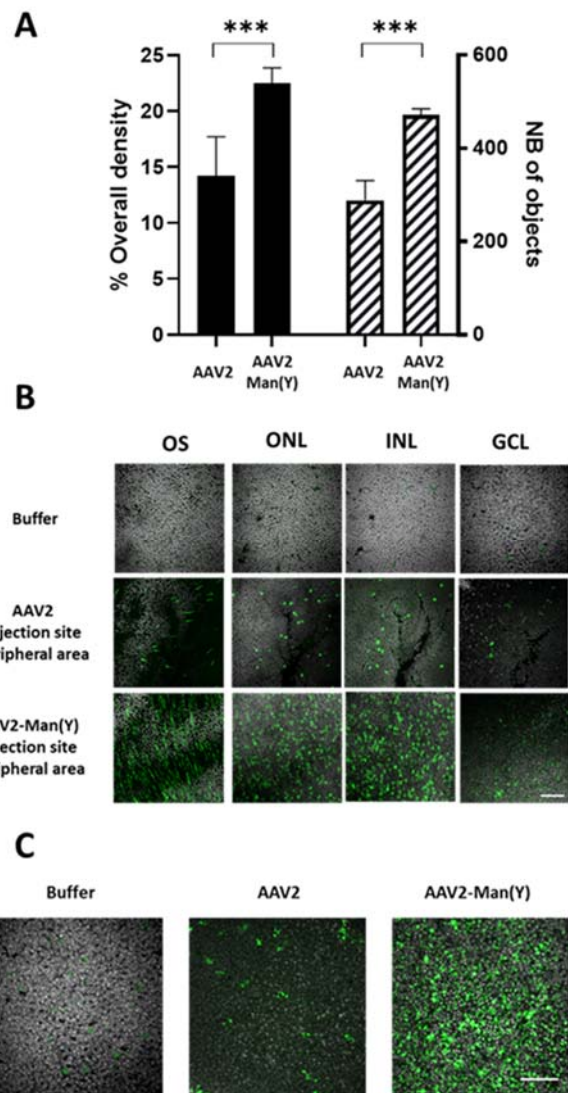 A
*** ***
25
20
15
10
5
0
% Overall density
600
400
200
0
NB of objects
AAV2
AAV2
Man(Y)
AAV2
AAV2
Man(Y)
B
OS ONL INL GCL
Buffer
AAV2
jection site
ripheral area
V2-Man(Y)
ection site
ipheral area
C
Buffer AAV2 AAV2-Man(Y)